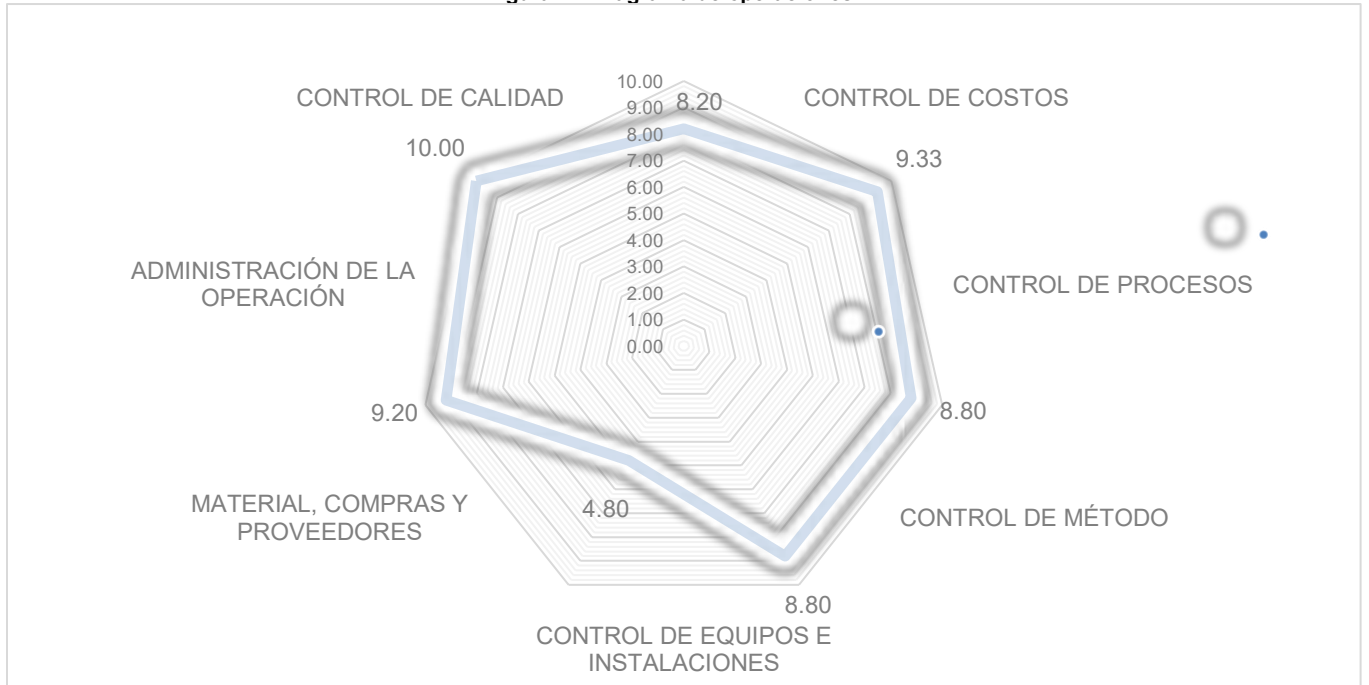 10.00
CONTROL DE CALIDAD
9.00
8.20
CONTROL DE COSTOS
10.00
8.00
9.33
7.00
6.00
5.00
4.00
ADMINISTRACIÓN DE LA
OPERACIÓN
3.00
CONTROL DE PROCESOS
2.00
1.00
0.00
9.20
8.80
MATERIAL, COMPRAS Y
PROVEEDORES
4.80
CONTROL DE MÉTODO
8.80
CONTROL DE EQUIPOS E
INSTALACIONES